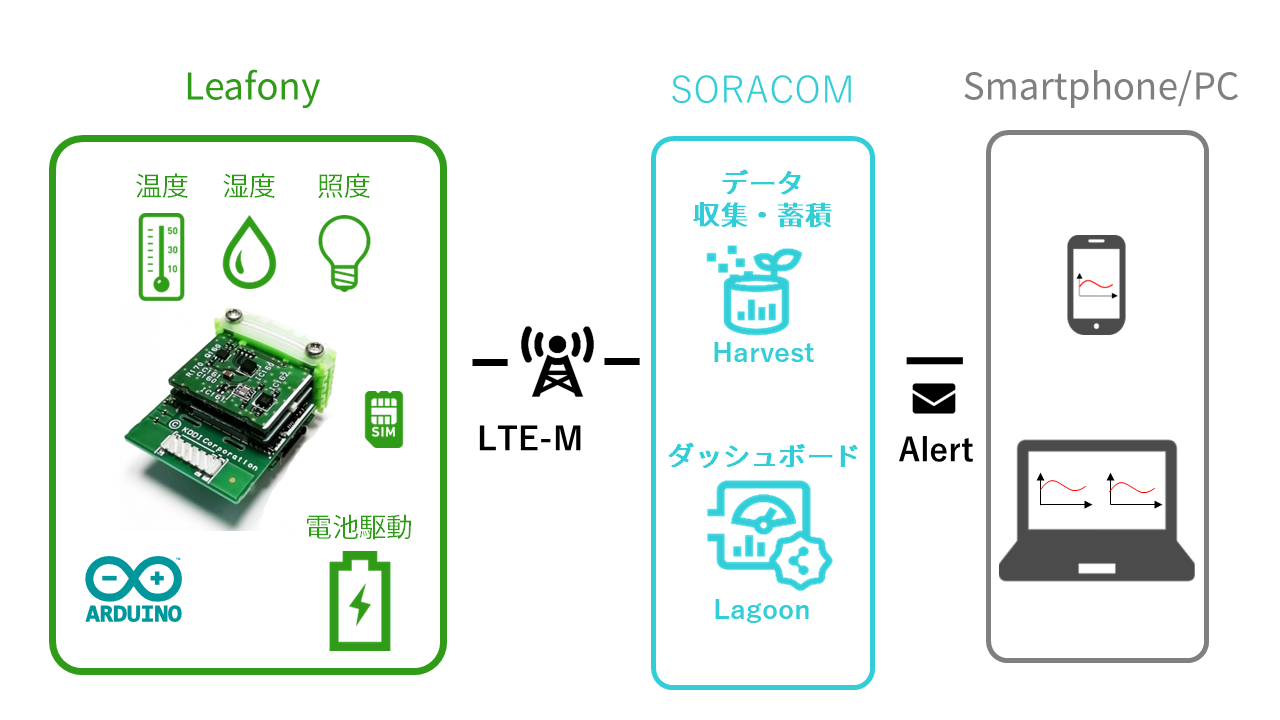 Leafony
SORACOM
Smartphone/PC
温度
湿度
照度
50
30
10
© KDDI Corporation
SIM
電池駆動
ARDUINO
LTE-M
データ
収集・蓄積
Harvest
ダッシュボード
Lagoon
Alert